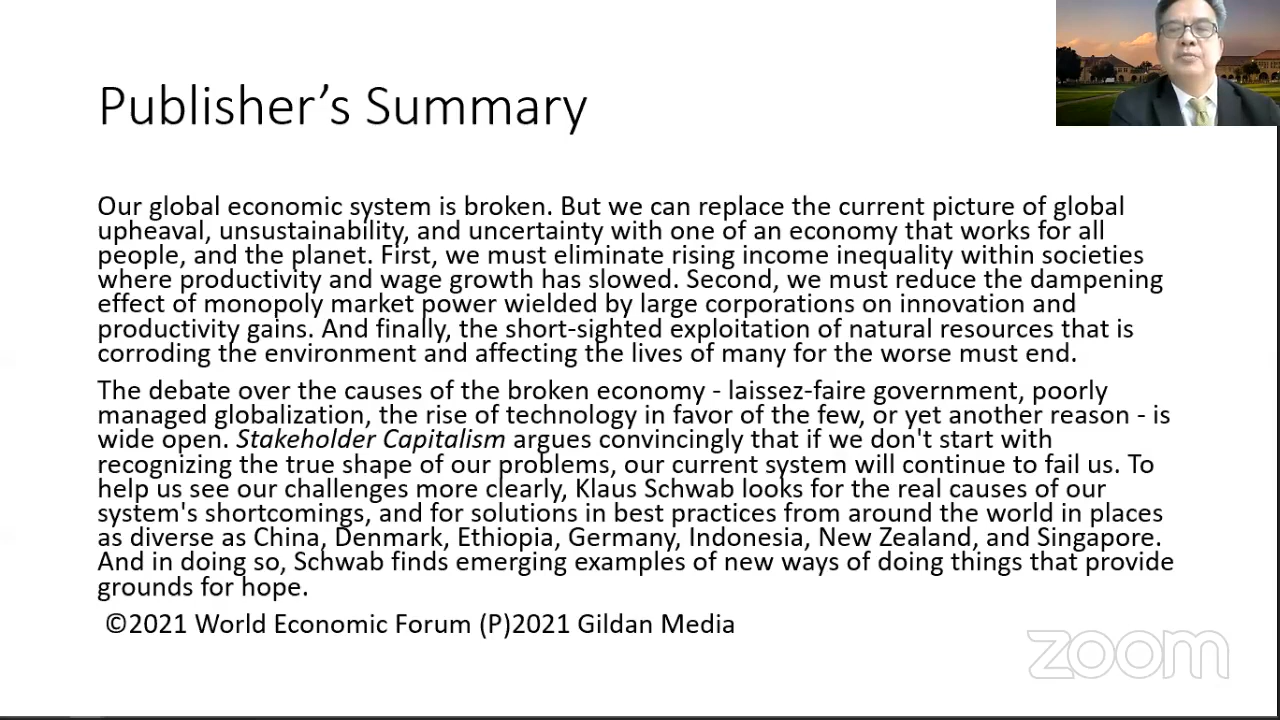 Publisher’s Summary
Our global economic system is broken. But we can replace the current picture of global
upheaval, unsustainability, and uncertainty with one of an economy that works for all
people, and the planet. First, we must eliminate rising income inequality within societies
where productivity and wage growth has slowed. Second, we must reduce the dampening
effect of monopoly market power wielded by large corporations on innovation and
productivity gains. And finally, the short-sighted exploitation of natural resources that is
corroding the environment and affecting the lives of many for the worse must end.
The debate over the causes of the broken economy - laissez-faire government, poorly
managed globalization, the rise of technology in favor of the few, or yet another reason - is
wide open. Stakeholder Capitalism argues convincingly that if we don't start with
recognizing the true shape of our problems, our current system will continue to fail us. To
help us see our challenges more clearly, Klaus Schwab looks for the real causes of our
system's shortcomings, and for solutions in best practices from around the world in places
as diverse as China, Denmark, Ethiopia, Germany, Indonesia, New Zealand, and Singapore.
And in doing so, Schwab finds emerging examples of new ways of doing things that provide
grounds for hope.
©2021 World Economic Forum (P)2021 Gildan Media
zoom